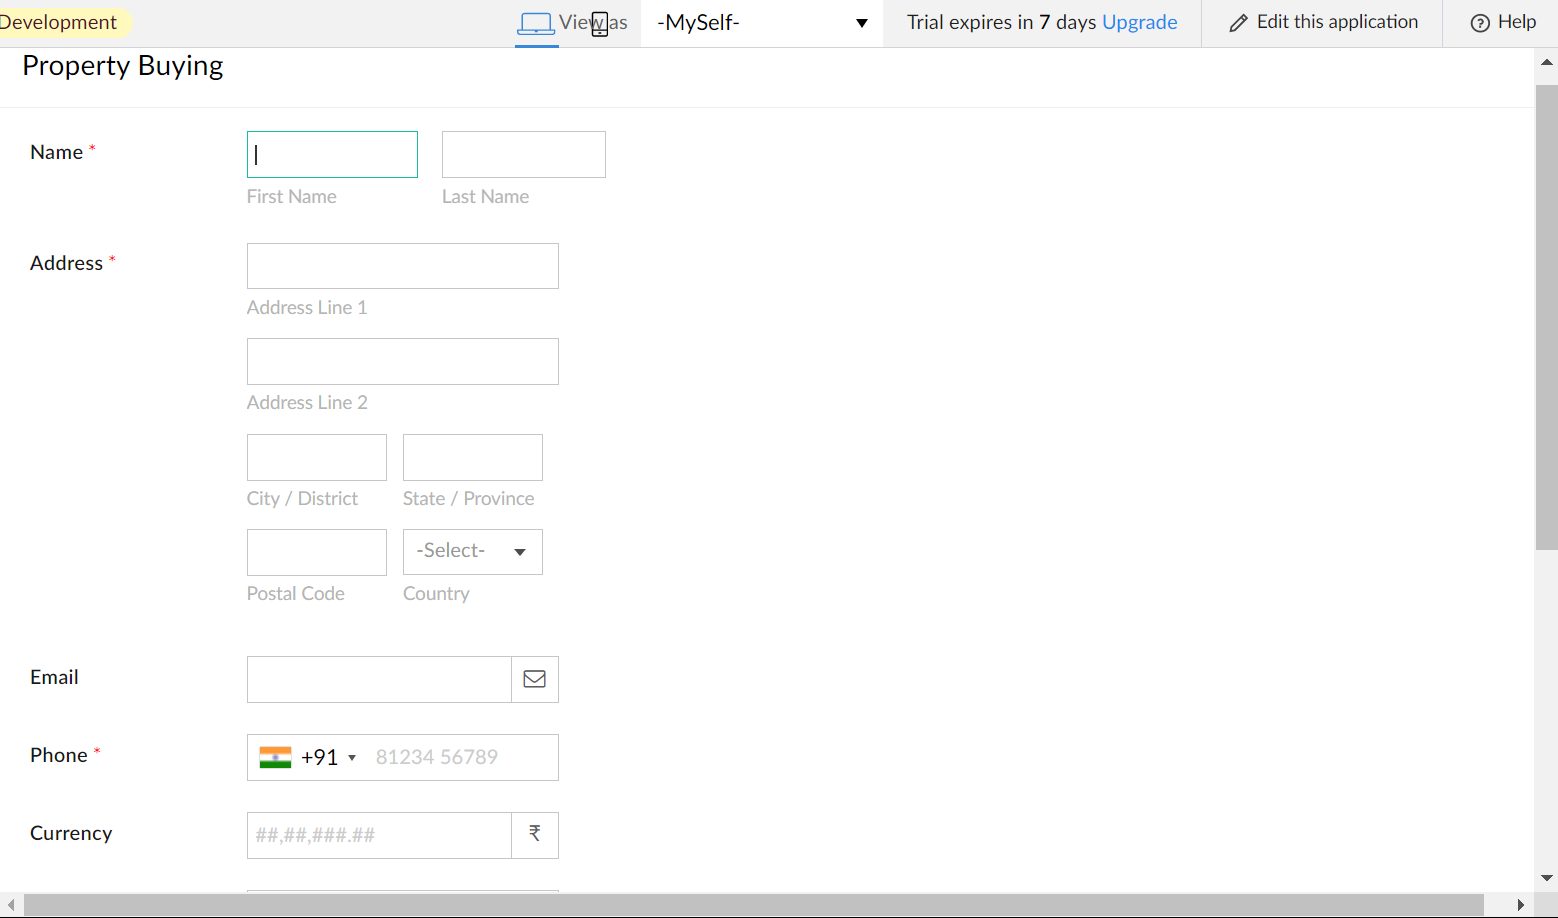 Development
View as
-MySelf-
Trial expires in 7 days Upgrade
Edit this application
Help
Property Buying
Name *
First Name
Last Name
Address *
Address Line 1
Address Line 2
City / District
State / Province
-Select-
Postal Code
Country
Email
Phone *
+91
81234 56789
Currency
##,##,###.##
₹